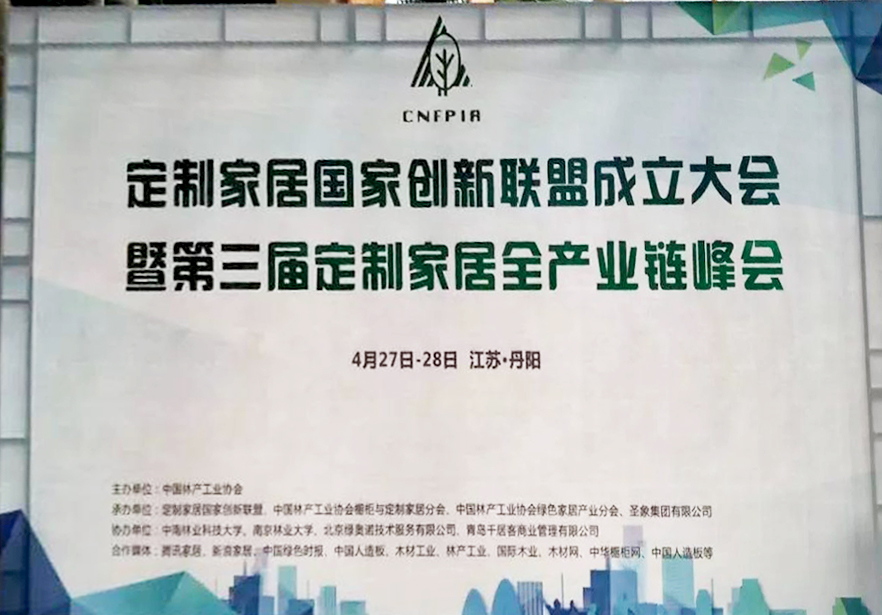 CNFPIA
定制家居国家创新联盟成立大会
暨第三届定制家居全产业链峰会
4月27日-28日 江苏·丹阳
主办单位：中国林产工业协会
承办单位：定制家居国家创新联盟、中国林产工业协会橱柜与定制家居分会、中国林产工业协会绿色家居产业分会、圣象集团有限公司
协办单位：中南林业科技大学、南京林业大学、北京绿奥诺技术服务有限公司、青岛千居客商业管理有限公司
合作媒体：腾讯家居、新浪家居、中国绿色时报、中国人造板、木材工业、林产工业、国际木业、木材网、中华橱柜网、中国人造板等